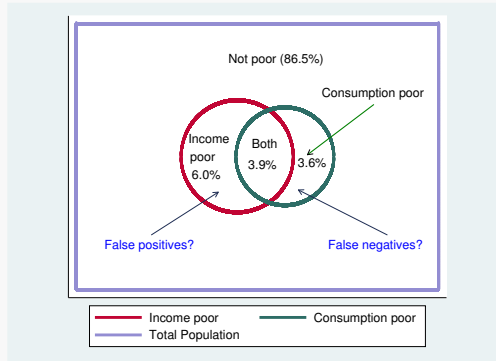 Not poor (86.5%)
Consumption poor
Income
poor
6.0%
Both
3.9%
3.6%
False positives?
False negatives?
Income poor
Consumption poor
Total Population